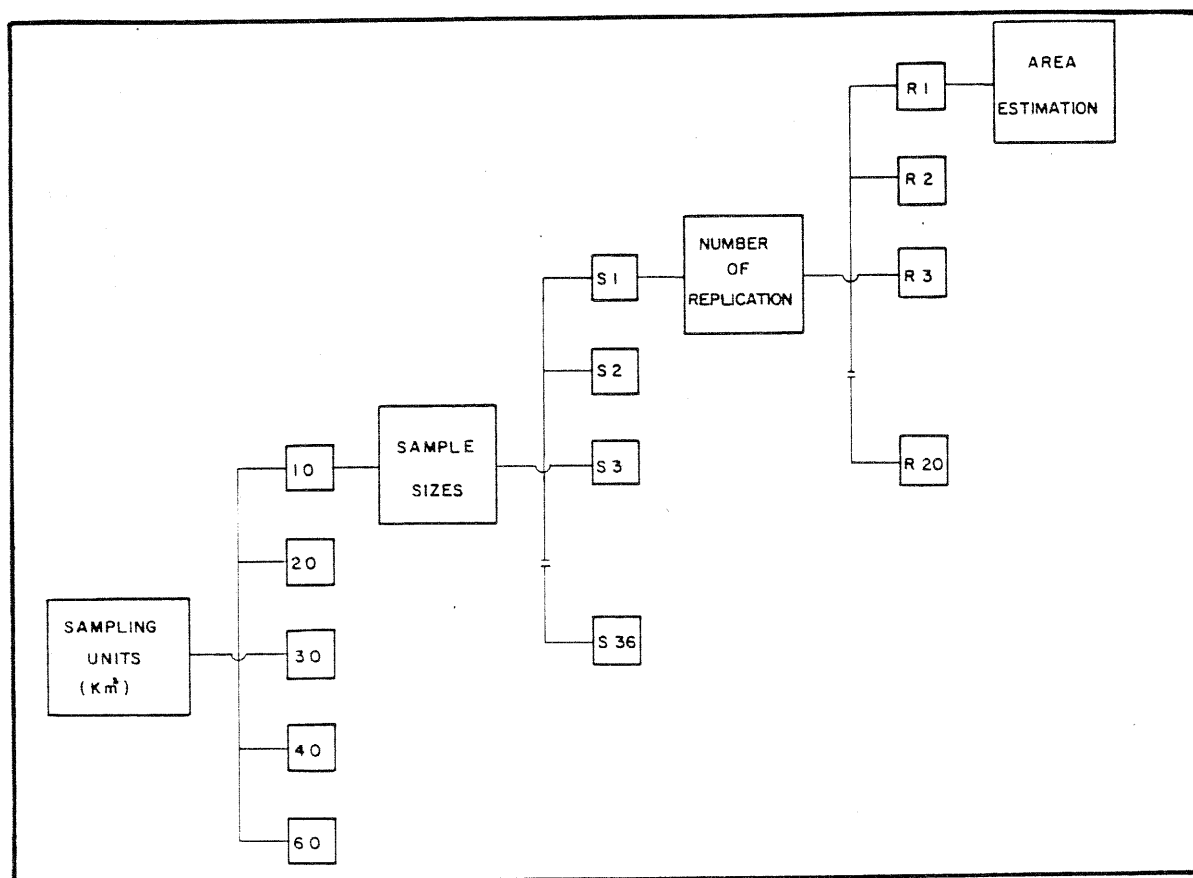 AREA
ESTIMATION
R 1
R 2
R 3
R 20
NUMBER
OF
REPLICATION
S 1
S 2
S 3
S 36
SAMPLE
SIZES
10
20
30
40
60
SAMPLING
UNITS
(Km²)